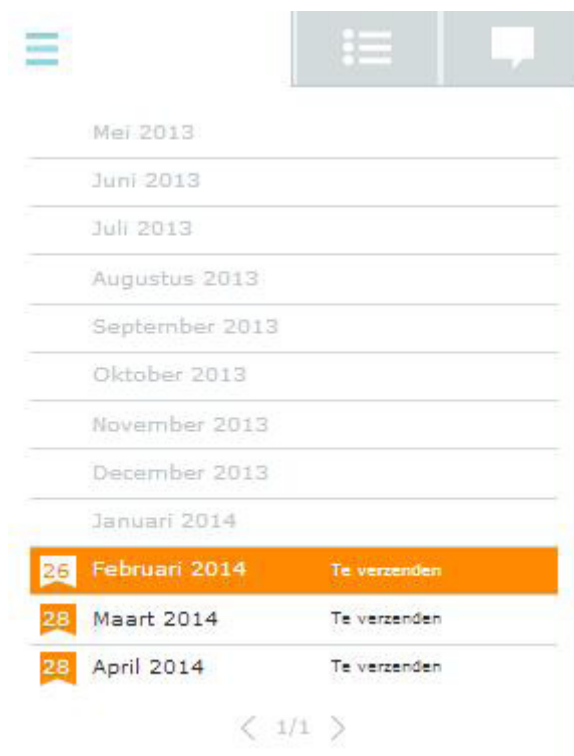 Mei 2013
Juni 2013
Juli 2013
Augustus 2013
September 2013
Oktober 2013
November 2013
December 2013
Januari 2014
26 Februari 2014 Te verzenden
28 Maart 2014 Te verzenden
28 April 2014 Te verzenden
< 1/1 >